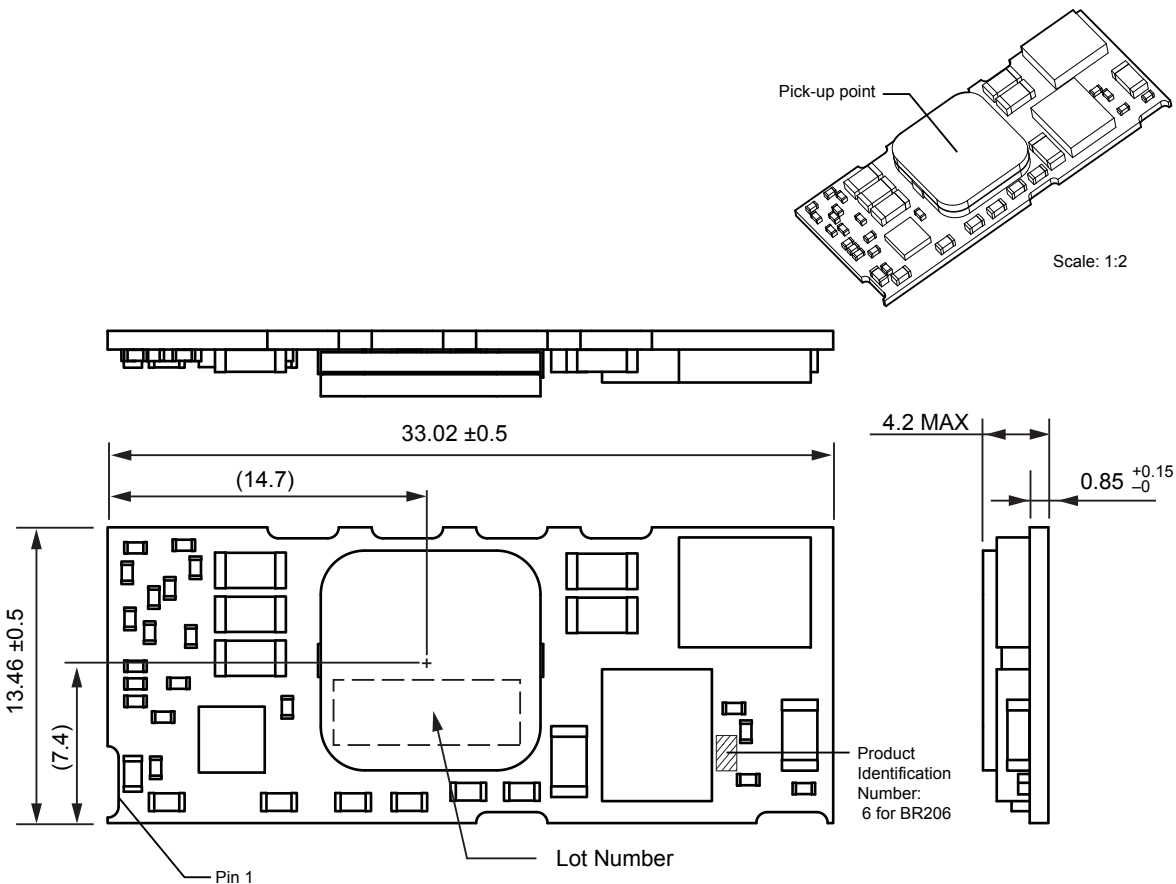 Pick-up point
Scale: 1:2
33.02 ±0.5
4.2 MAX
(14.7)
0.85 +0.15
–0
13.46 ±0.5
(7.4)
Product
Identification
Number:
6 for BR206
Lot Number
Pin 1